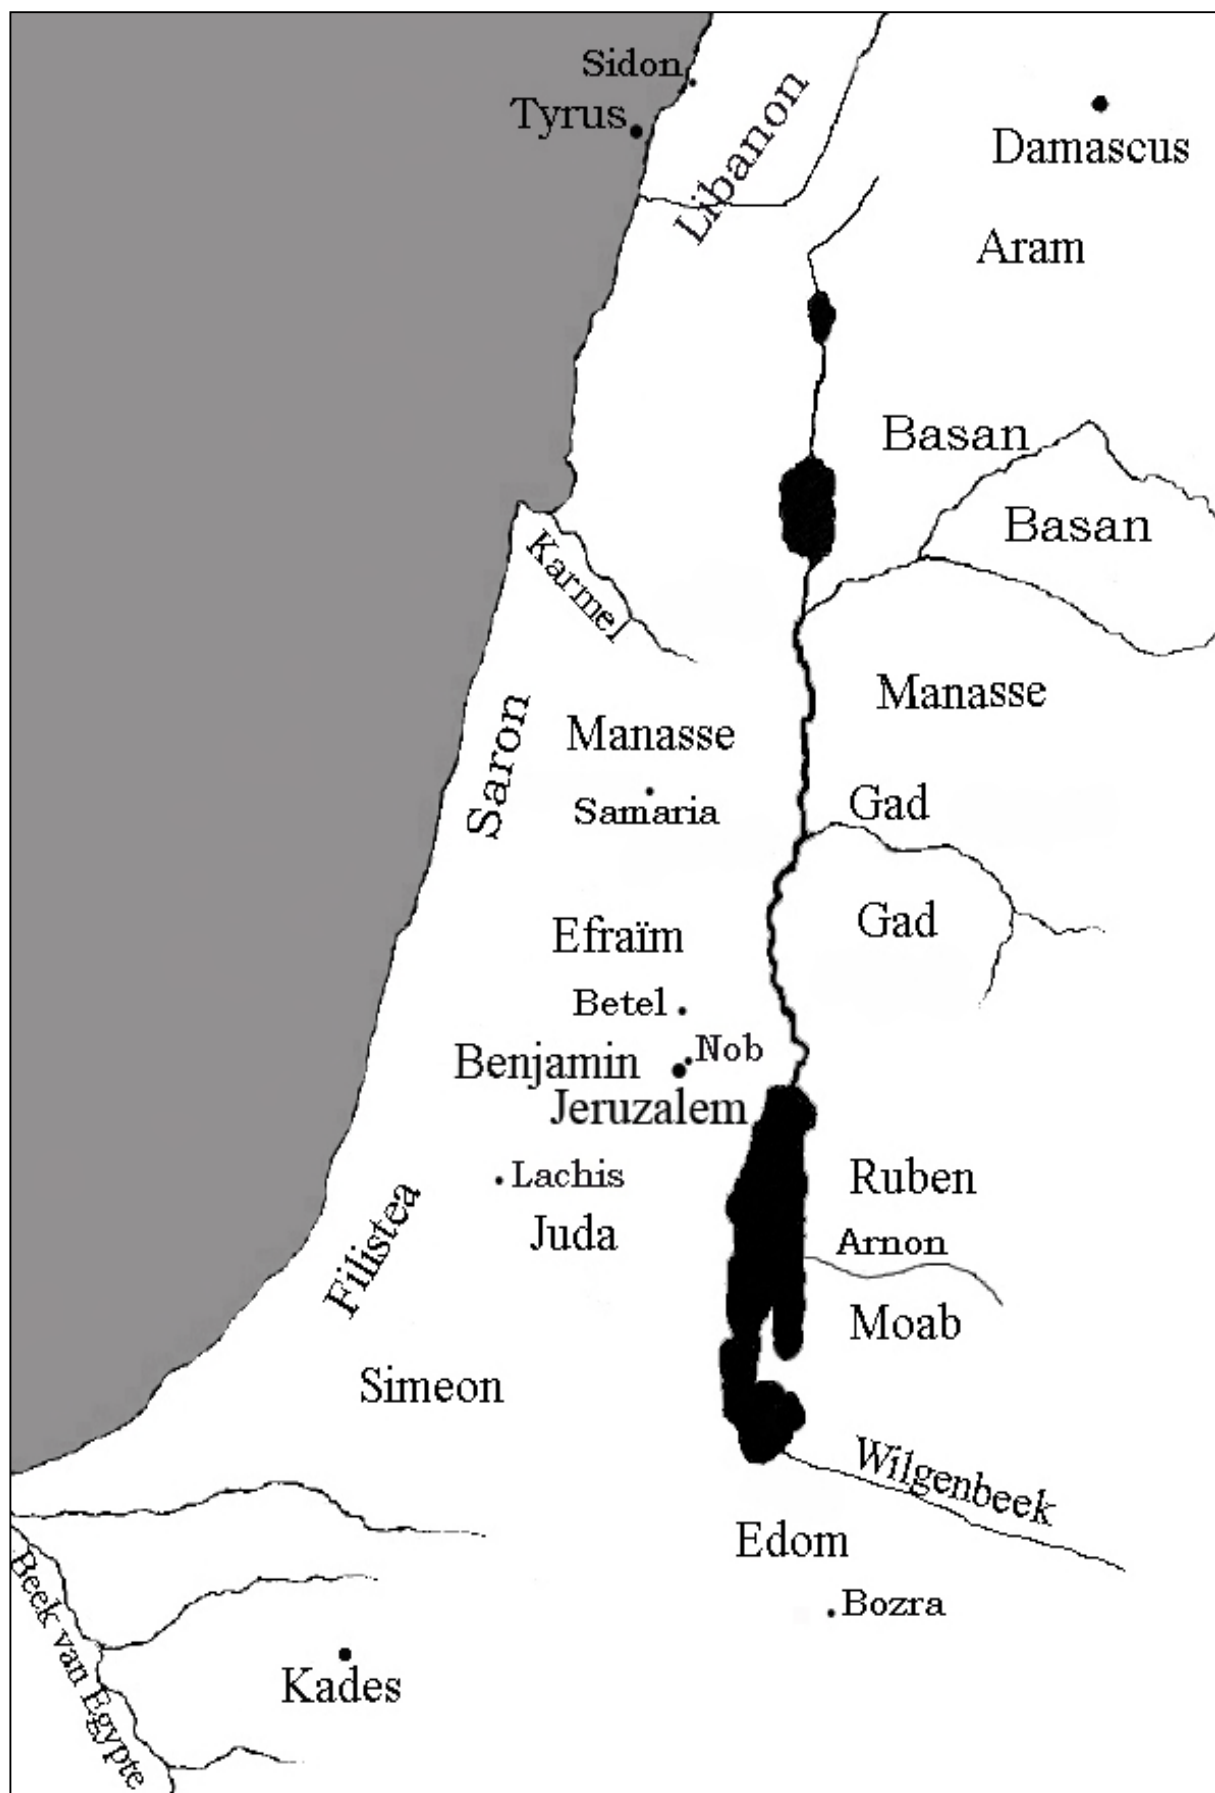 Sidon
Tyrus
Libanon
Damascus
Aram
Basan
Basan
Karmel
Manasse
Saron
Manasse
Samaria
Gad
Gad
Efraïm
Betel
Nob
Benjamin
Jeruzalem
Lachis
Ruben
Filistea
Juda
Arnon
Moab
Simeon
Wilgenbeek
Edom
Bozra
Beek van Egypte
Kades